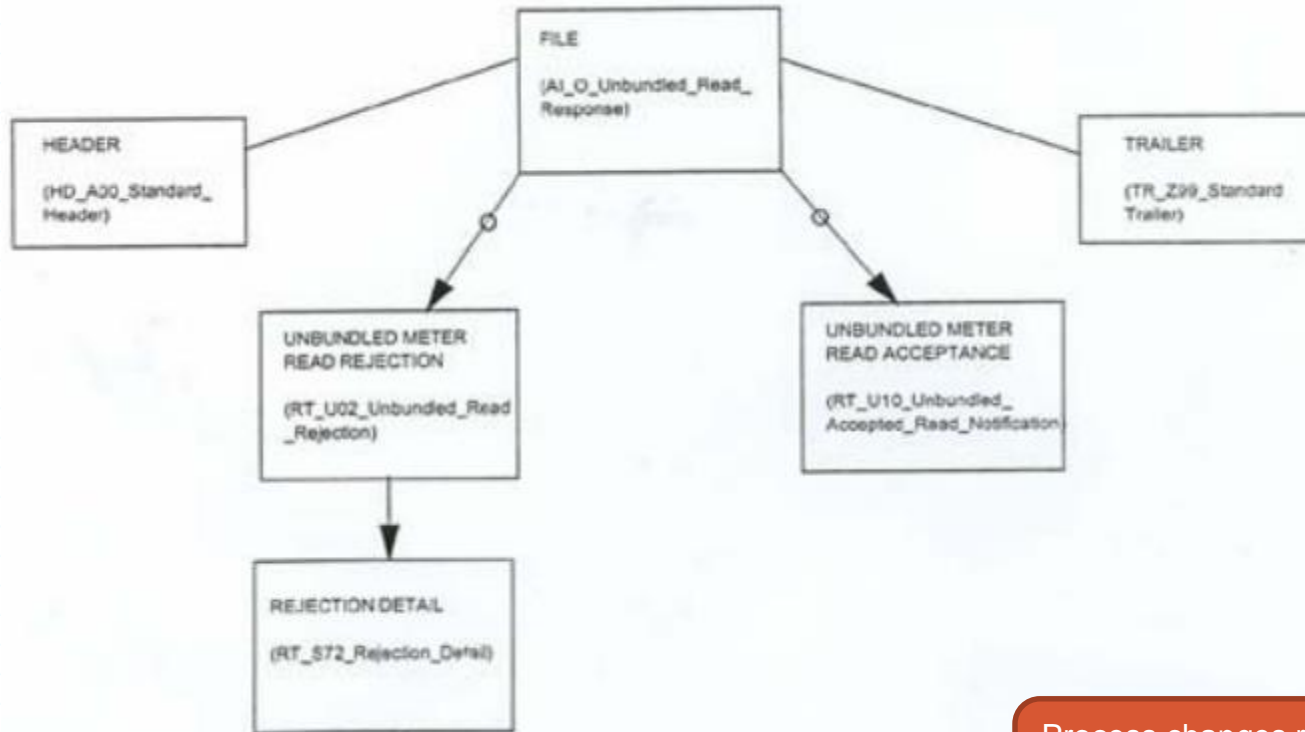 FILE
(AI_O_Unbundled_Read_
Response)
HEADER
(HD_A00_Standard_
Header)
TRAILER
(TR_Z99_Standard
Trailer)
UNBUNDLED METER
READ REJECTION
(RT_U02_Unbundled_Read
_Rejection)
UNBUNDLED METER
READ ACCEPTANCE
(RT_U10_Unbundled_
Accepted_Read_Notification)
REJECTION DETAIL
(RT_S72_Rejection_Detail)